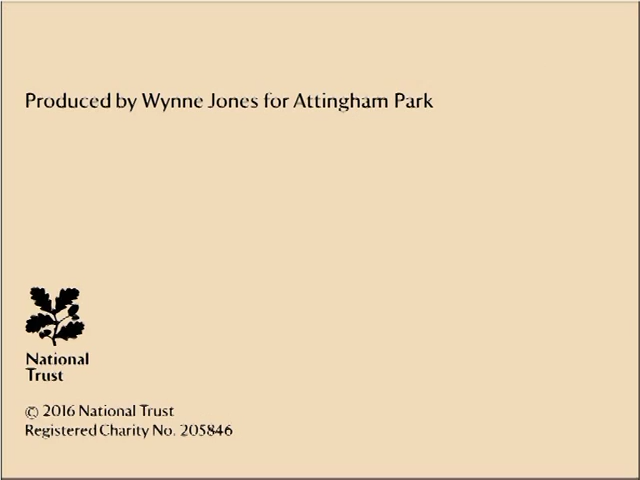 Produced by Wynne Jones for Attingham Park
National
Trust
© 2016 National Trust
Registered Charity No. 205846